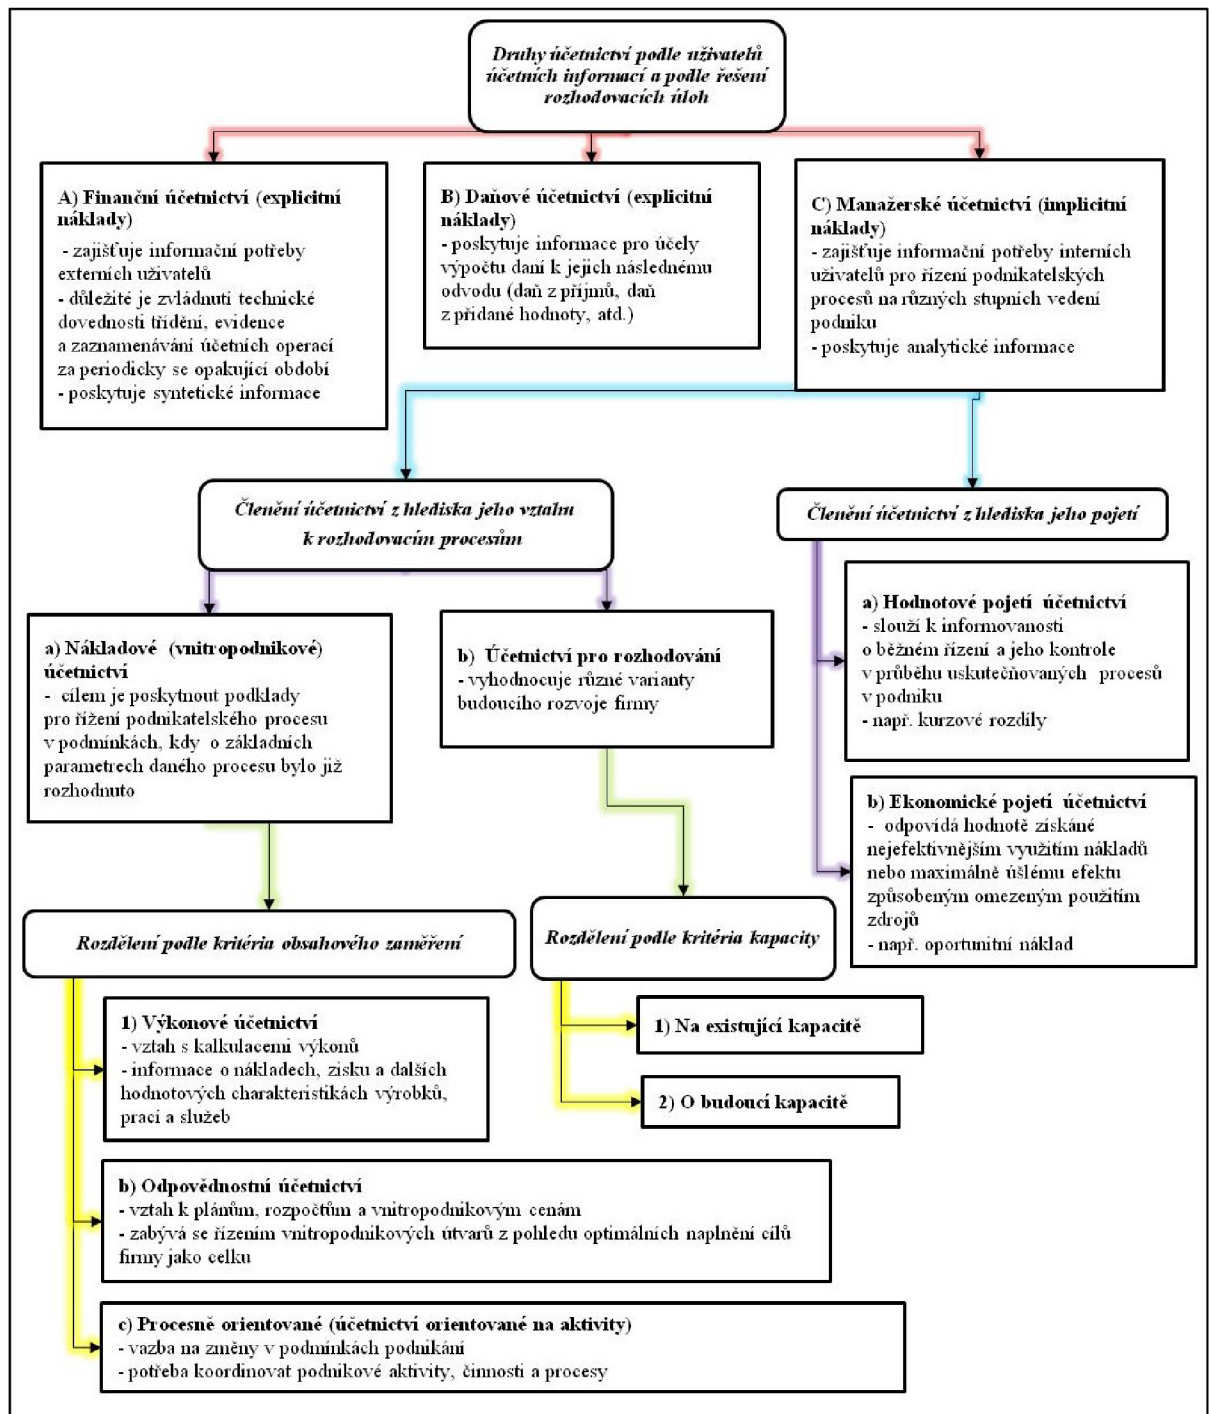 Druhy účetnictví podle uživatelů
účetních informací a podle řešení
rozhodovacích úloh
A) Finanční účetnictví (explicitní
náklady)
- zajišťuje informační potřeby
externích uživatelů
- důležité je zvládnutí technické
dovednosti třídění, evidence
a zaznamenávání účetních operací
za periodicky se opakující období
- poskytuje syntetické informace
B) Daňové účetnictví (explicitní
náklady)
- poskytuje informace pro účely
výpočtu daní k jejich následnému
odvodu (daň z příjmů, daň
z přidané hodnoty, atd.)
C) Manažerské účetnictví (implicitní
náklady)
- zajišťuje informační potřeby interních
uživatelů pro řízení podnikatelských
procesů na různých stupních vedení
podniku
- poskytuje analytické informace
Členění účetnictví z hlediska jeho vztahu
k rozhodovacím procesům
Členění účetnictví z hlediska jeho pojetí
a) Nákladové (vnitropodnikové)
účetnictví
- cílem je poskytnout podklady
pro řížení podnikatelského procesu
v podmínkách, kdy o základních
parametrech daného procesu bylo již
rozhodnuto
b) Účetnictví pro rozhodování
- vyhodnocuje různé varianty
budoucího rozvoje firmy
a) Hodnotové pojetí účetnictví
- slouží k informovanosti
o běžném řízení a jeho kontrole
v průběhu uskutečňovaných procesů
v podniku
- např. kurzové rozdíly
b) Ekonomické pojetí účetnictví
- odpovídá hodnotě získáné
nejefektivnějším využitím nákladů
nebo maximálně úšlému efektu
způsobeným omezeným použitím
zdrojů
- např. oportunitní náklad
Rozdělení podle kritéria obsahového zaměření
Rozdělení podle kritéria kapacity
1) Výkonové účetnictví
- vztah s kalkulacemi výkonů
- informace o nákladech, zisku a dalších
hodnotových charakteristikách výrobků,
prací a služeb
1) Na existující kapacitě
2) O budoucí kapacitě
b) Odpovědnostní účetnictví
- vztah k plánům, rozpočtům a vnitropodnikovým cenám
- zabývá se řízením vnitropodnikových útvarů z pohledu optimálních naplnění cílů
firmy jako celku
c) Procesně orientované (účetnictví orientované na aktivity)
- vazba na změny v podmínkách podnikání
- potřeba koordinovat podnikové aktivity, činnosti a procesy